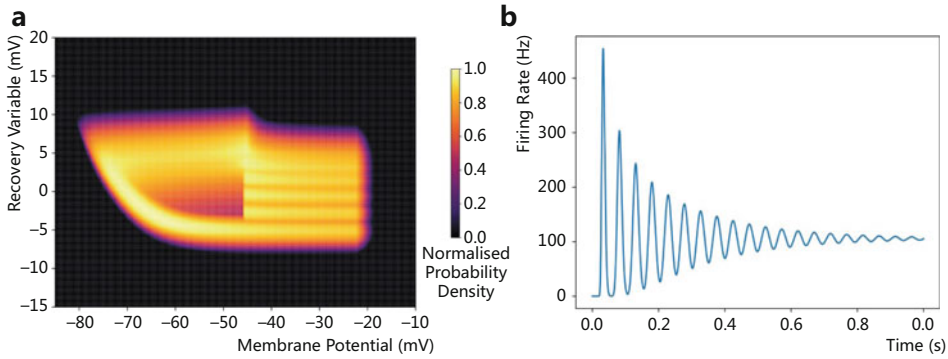 a
Recovery Variable (mV)
20
15
10
5
0
−5
−10
−15
−80 −70 −60 −50 −40 −30 −20 −10
Membrane Potential (mV)
1.0
0.8
0.6
0.4
0.2
0.0
Normalised
Probability
Density
b
Firing Rate (Hz)
400
300
200
100
0
0.0 0.2 0.4 0.6 0.8 0.0
Time (s)